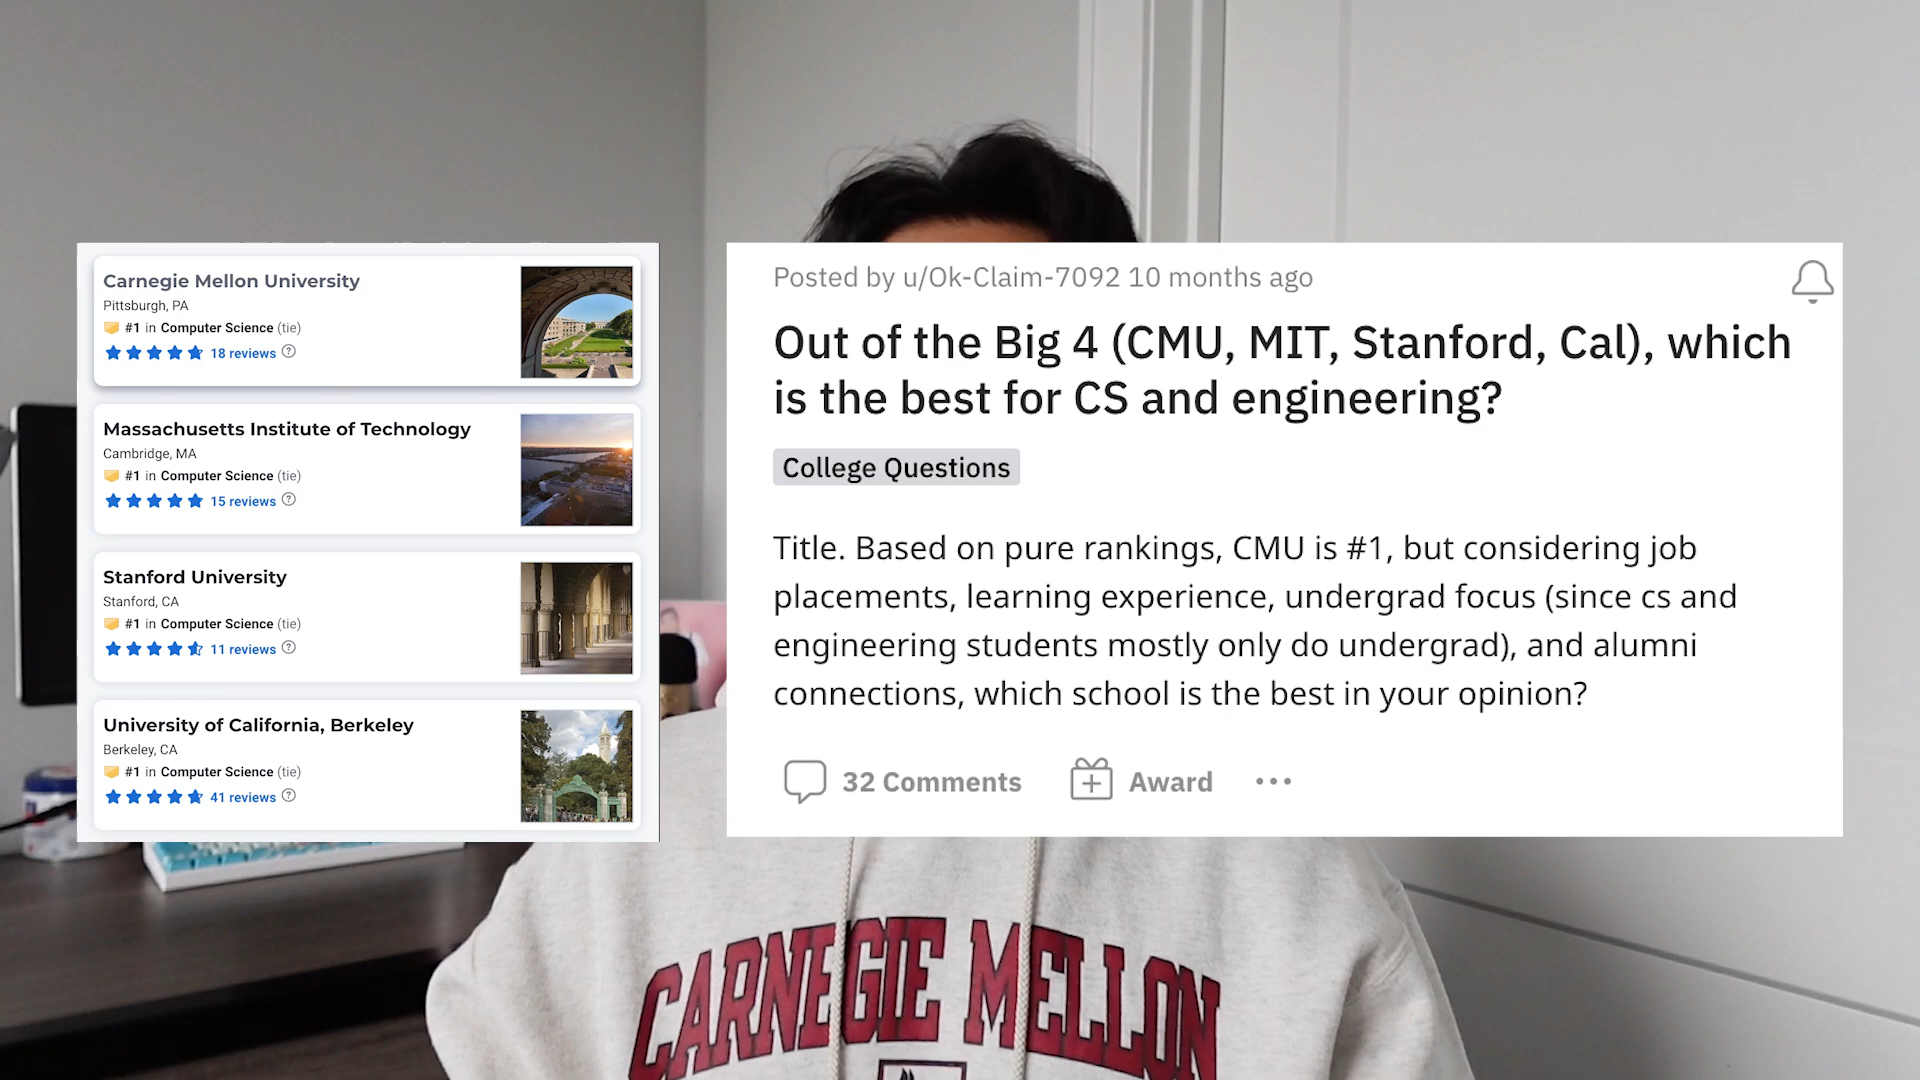 Carnegie Mellon University
Pittsburgh, PA
#1 in Computer Science (tie)
18 reviews ?
Massachusetts Institute of Technology
Cambridge, MA
#1 in Computer Science (tie)
15 reviews ?
Stanford University
Stanford, CA
#1 in Computer Science (tie)
11 reviews ?
University of California, Berkeley
Berkeley, CA
#1 in Computer Science (tie)
41 reviews ?
Posted by u/Ok-Claim-7092 10 months ago
Out of the Big 4 (CMU, MIT, Stanford, Cal), which
is the best for CS and engineering?
College Questions
Title. Based on pure rankings, CMU is #1, but considering job
placements, learning experience, undergrad focus (since cs and
engineering students mostly only do undergrad), and alumni
connections, which school is the best in your opinion?
32 Comments Award ...
CARNEGIE MELLON